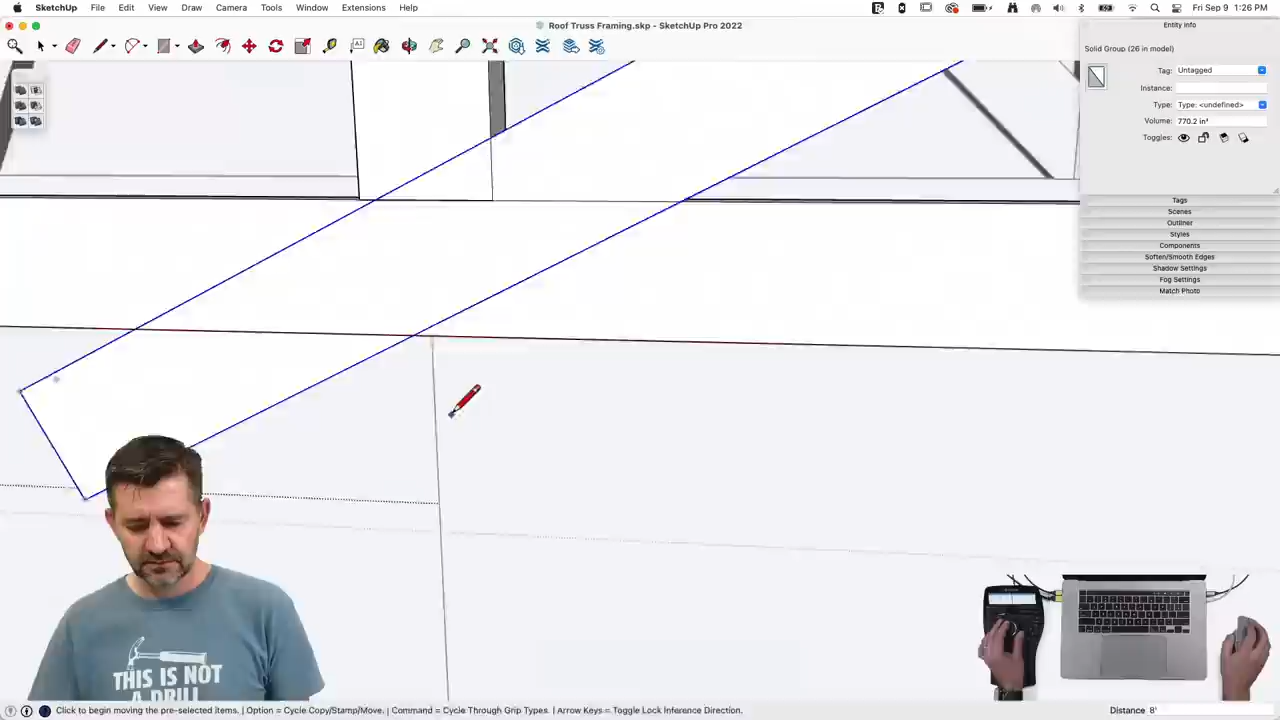 SketchUp File Edit View Draw Camera Tools Window Extensions Help
Fri Sep 9 1:26 PM
Roof Truss Framing.skp - SketchUp Pro 2022
Entity Info
Solid Group (26 in model)
Tag: Untagged
Instance:
Type: Type: <undefined>
Volume: 770.2 in³
Toggles:
Tags
Scenes
Outliner
Styles
Components
Soften/Smooth Edges
Shadow Settings
Fog Settings
Match Photo
THIS IS NOT
A DRILL
Click to begin moving the pre-selected items. | Option = Cycle Copy/Stamp/Move. | Command = Cycle Through Grip Types. | Arrow Keys = Toggle Lock Inference Direction.
Distance 8'